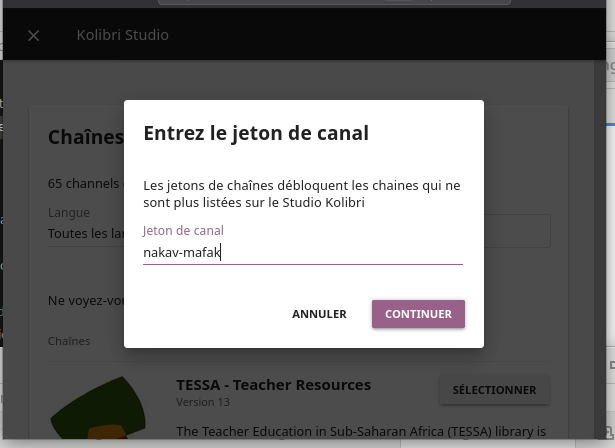 Kolibri Studio
Entrez le jeton de canal
Chaînes
Les jetons de chaînes débloquent les chaines qui ne
sont plus listées sur le Studio Kolibri
65 channels
Langue
Jeton de canal
Toutes les
nakav-mafak
Ne voyez-vou
ANNULER
CONTINUER
Chaînes
TESSA - Teacher Resources
SÉLECTIONNER
Version 13
The Teacher Education in Sub-Saharan Africa (TESSA) library is